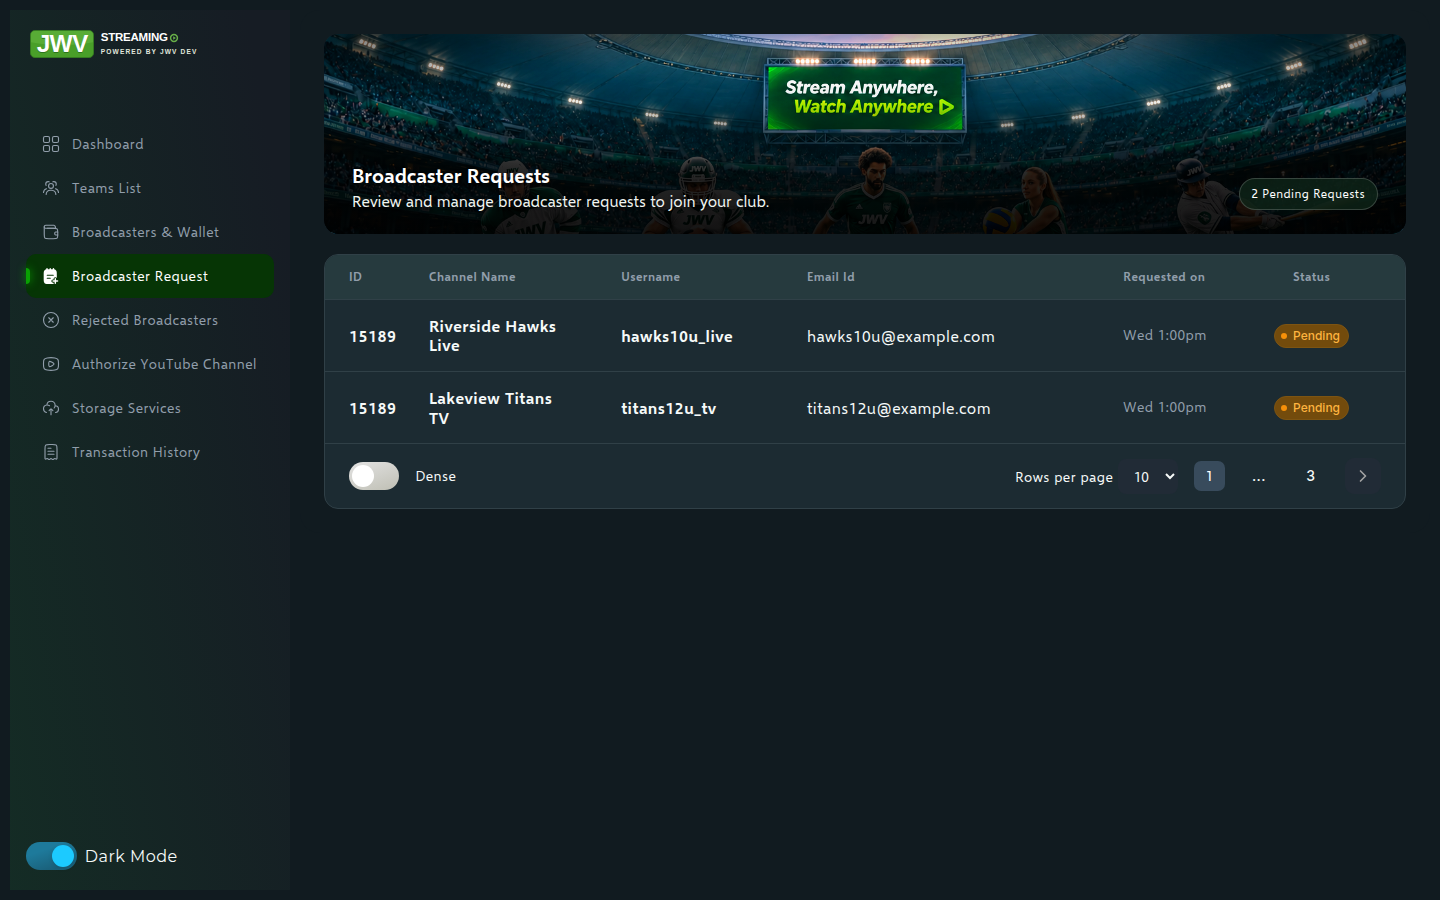 JWV STREAMING
POWERED BY JWV DEV
Dashboard
Teams List
Broadcasters & Wallet
Broadcaster Request
Rejected Broadcasters
Authorize YouTube Channel
Storage Services
Transaction History
Dark Mode
Stream Anywhere,
Watch Anywhere
JWV
JWV
JWV
JWV
Broadcaster Requests
Review and manage broadcaster requests to join your club.
2 Pending Requests
ID Channel Name Username Email Id Requested on Status
15189 Riverside Hawks Live hawks10u_live hawks10u@example.com Wed 1:00pm Pending
15189 Lakeview Titans TV titans12u_tv titans12u@example.com Wed 1:00pm Pending
Dense Rows per page 10 1 ... 3